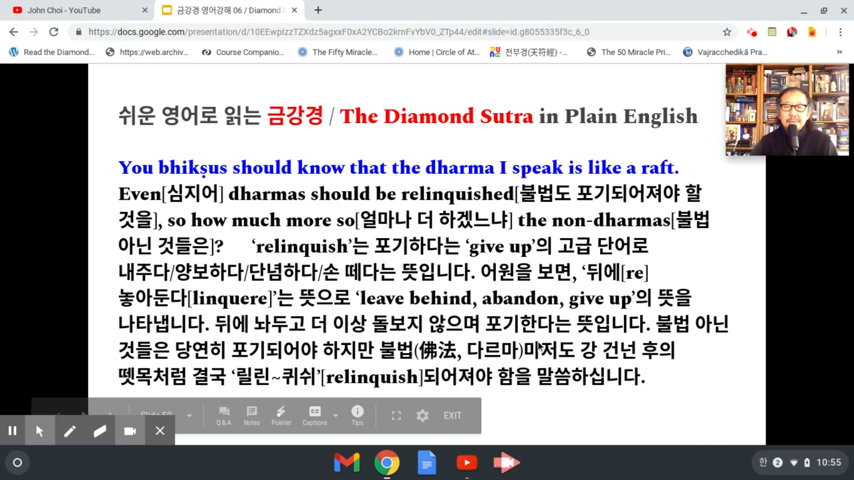 John Choi - YouTube
금강경 영어강해 06 / Diamond
https://docs.google.com/presentation/d/10EEwpIzzTZXdz5agxxF0xA2YCBo2krnFvYbV0_ZTp44/edit#slide=id.g8055335f3c_6_0
Read the Diamond...
https://web.archiv...
Course Companio...
The Fifty Miracle...
Home | Circle of At...
천부경(天符經) -...
The 50 Miracle Pri...
Vajracchedikā Pra...
쉬운 영어로 읽는 금강경 / The Diamond Sutra in Plain English
You bhikṣus should know that the dharma I speak is like a raft.
Even[심지어] dharmas should be relinquished[불법도 포기되어져야 할
것을], so how much more so[얼마나 더 하겠느냐] the non-dharmas[불법
아닌 것들은]? ‘relinquish’는 포기하다는 ‘give up’의 고급 단어로
내주다/양보하다/단념하다/손 떼다는 뜻입니다. 어원을 보면, ‘뒤에[re]
놓아둔다[linquere]’는 뜻으로 ‘leave behind, abandon, give up’의 뜻을
나타냅니다. 뒤에 놔두고 더 이상 돌보지 않으며 포기한다는 뜻입니다. 불법 아닌
것들은 당연히 포기되어야 하지만 불법(佛法, 다르마)마저도 강 건넌 후의
뗏목처럼 결국 ‘릴린~퀴쉬’[relinquish]되어져야 함을 말씀하십니다.
Q & A
Notes
Pointer
Captions
Tips
EXIT
한
2
10:55